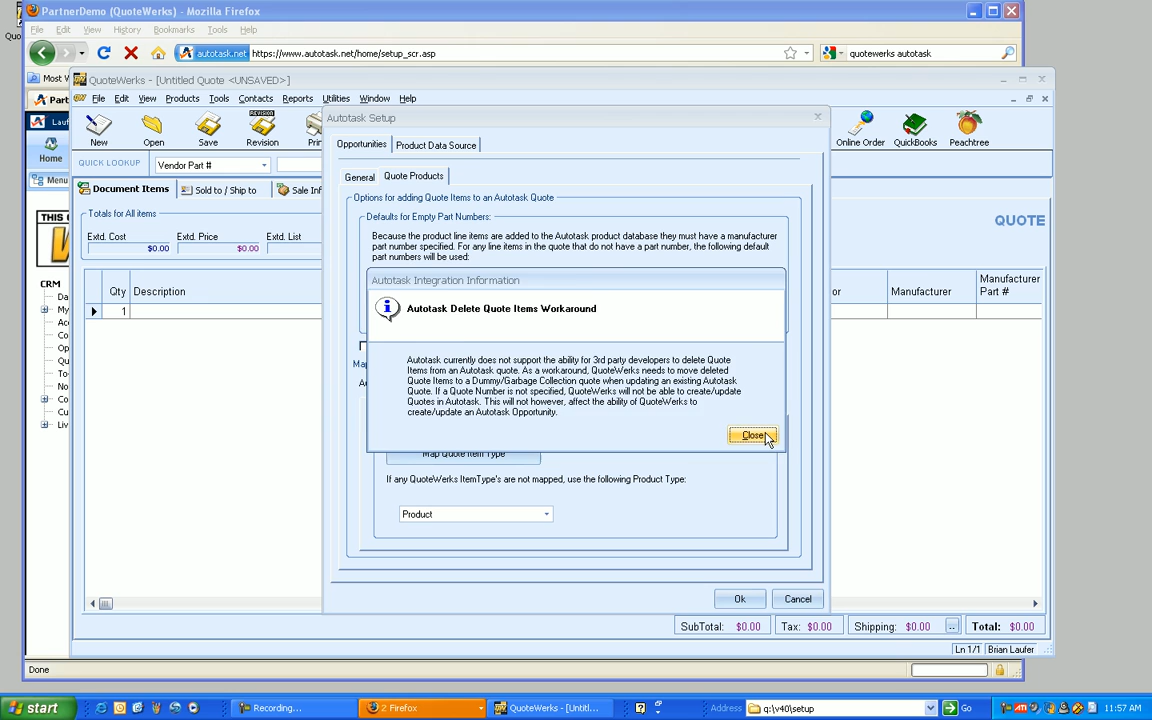 PartnerDemo (QuoteWerks) - Mozilla Firefox
File Edit View History Bookmarks Tools Help
autotask.net https://www.autotask.net/home/setup_scr.asp
quotewerks autotask
Most V
QuoteWerks - [Untitled Quote <UNSAVED>]
Part
File Edit View Products Tools Contacts Reports Utilities Window Help
Lauf
Home
Menu
New Open Save Revision
REVISION
Online Order QuickBooks Peachtree
QUICK LOOKUP Vendor Part #
Document Items Sold to / Ship to Sale Inf
Totals for All items
Extd. Cost Extd. Price Extd. List
$0.00 $0.00
QUOTE
Qty Description
Manufacturer Manufacturer
Part #
1
THIS
CRM
Autotask Setup
Opportunities Product Data Source
General Quote Products
Options for adding Quote Items to an Autotask Quote
Defaults for Empty Part Numbers:
Because the product line items are added to the Autotask product database they must have a manufacturer
part number specified. For any line items in the quote that do not have a part number, the following default
part numbers will be used:
Autotask Integration Information
Autotask Delete Quote Items Workaround
Autotask currently does not support the ability for 3rd party developers to delete Quote
Items from an Autotask quote. As a workaround, QuoteWerks needs to move deleted
Quote Items to a Dummy/Garbage Collection quote when updating an existing Autotask
Quote. If a Quote Number is not specified, QuoteWerks will not be able to create/update
Quotes in Autotask. This will not however, affect the ability of QuoteWerks to
create/update an Autotask Opportunity.
Close
Map Quote Item Type
If any QuoteWerks ItemType's are not mapped, use the following Product Type:
Product
Ok Cancel
SubTotal: $0.00 Tax: $0.00 Shipping: $0.00 .. Total: $0.00
Ln 1/1 Brian Laufer
Done
start Recording... 2 Firefox QuoteWerks - [Untitl... Address q:\v40\setup Go 11:57 AM